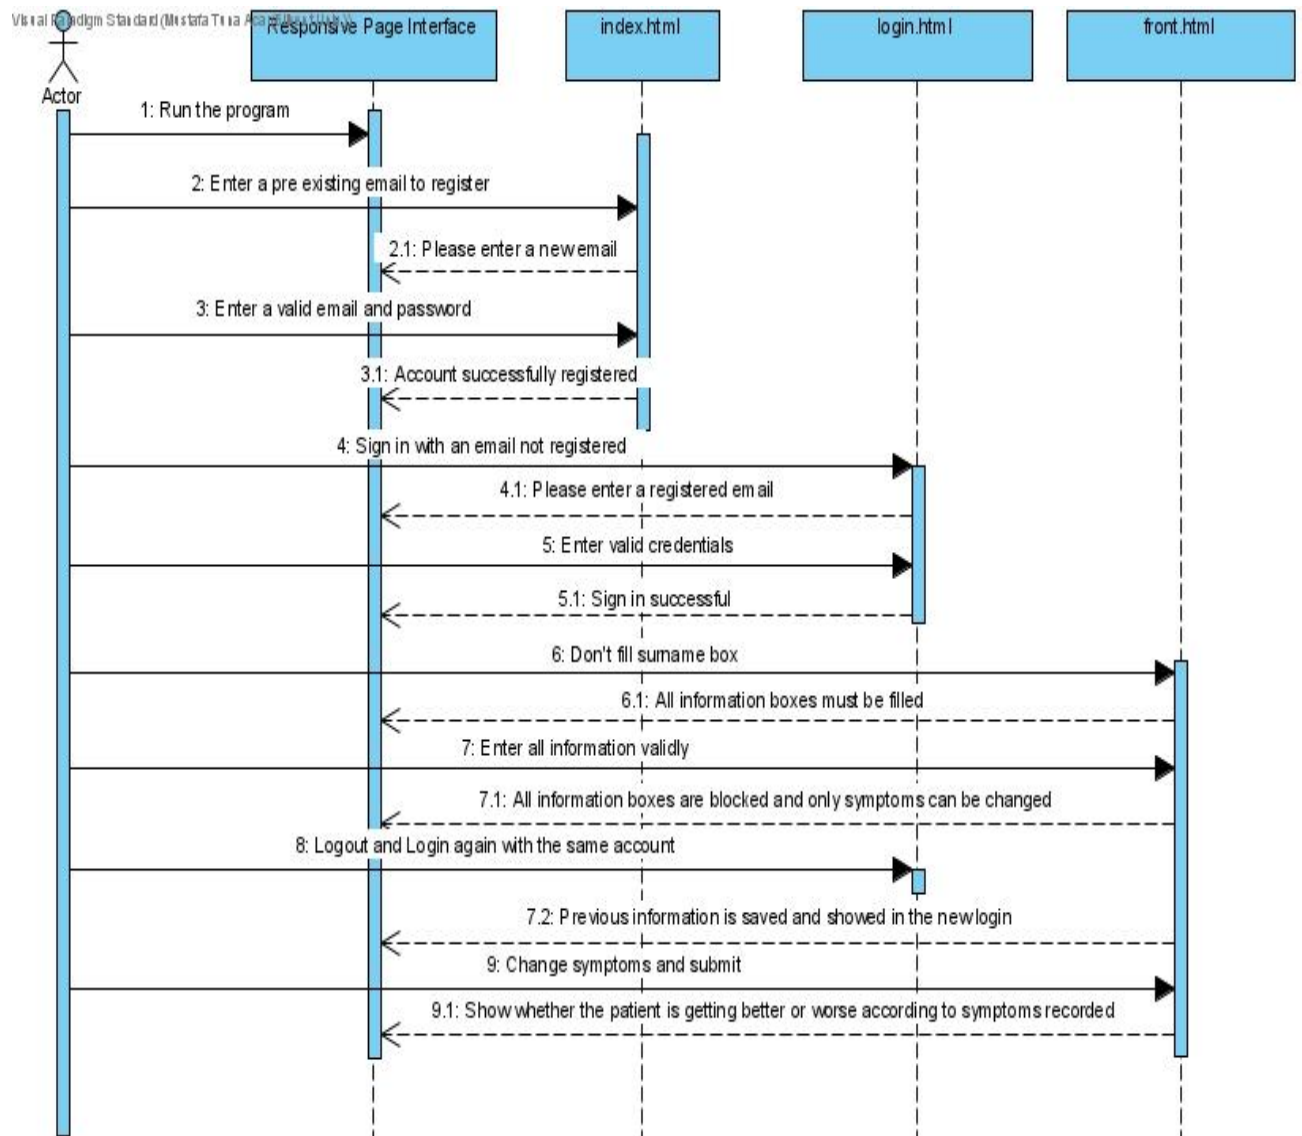 Visual Paradigm Standard (Mustafa Tuna Acar
Responsive Page Interface
index.html
login.html
front.html
Actor
1: Run the program
2: Enter a pre existing email to register
2.1: Please enter a new email
3: Enter a valid email and password
3.1: Account successfully registered
4: Sign in with an email not registered
4.1: Please enter a registered email
5: Enter valid credentials
5.1: Sign in successful
6: Don't fill surname box
6.1: All information boxes must be filled
7: Enter all information validly
7.1: All information boxes are blocked and only symptoms can be changed
8: Logout and Login again with the same account
7.2: Previous information is saved and showed in the new login
9: Change symptoms and submit
9.1: Show whether the patient is getting better or worse according to symptoms recorded